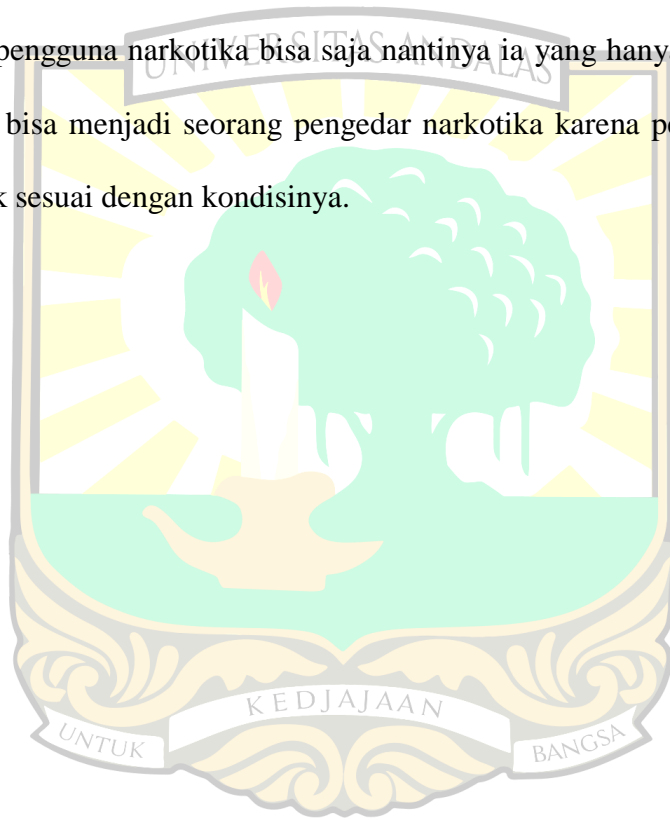 pengguna narkotika bisa saja nantinya ia yang hany
UNIVERSITAS ANDALAS
bisa menjadi seorang pengedar narkotika karena
sesuai dengan kondisinya.
KEDJAJAAN
UNTUK
BANGSA